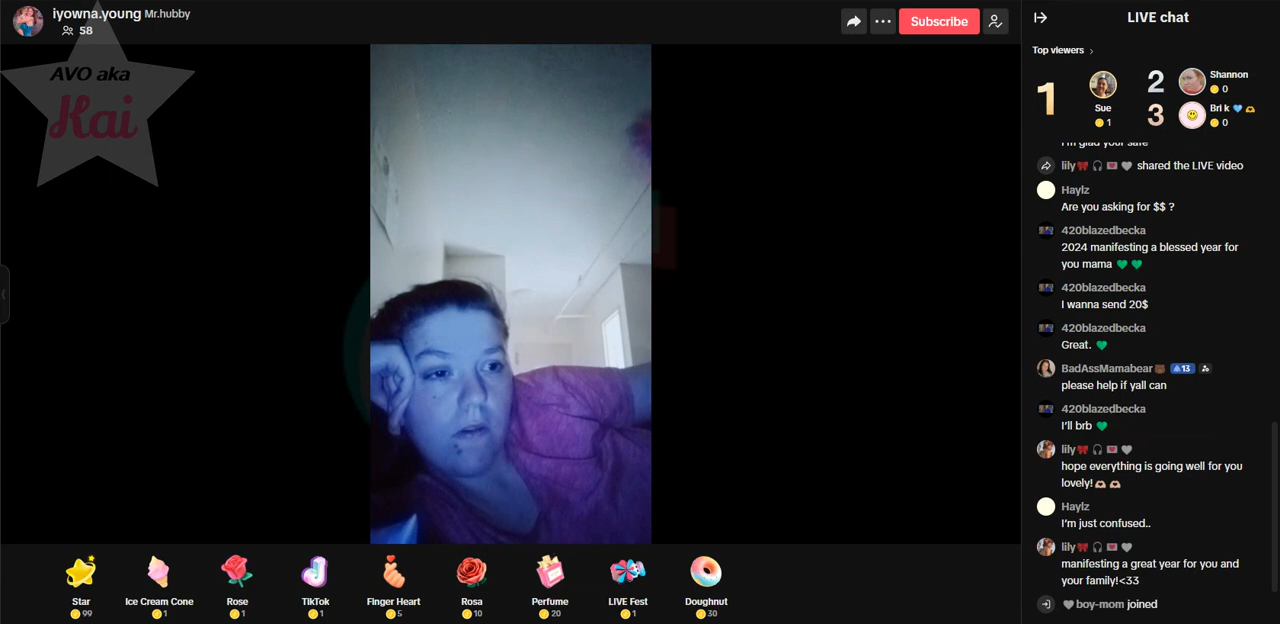 iyowna.young Mr.hubby
58
Subscribe
AVO aka
Kai
LIVE chat
Top viewers
1
Sue
1
2
Shannon
0
3
Bri k
0
I'm glad your safe
lily shared the LIVE video
Haylz
Are you asking for $$ ?
420blazedbecka
2024 manifesting a blessed year for
you mama
420blazedbecka
I wanna send 20$
420blazedbecka
Great.
BadAssMamabear 13
please help if yall can
420blazedbecka
I'll brb
lily
hope everything is going well for you
lovely!
Haylz
I'm just confused..
lily
manifesting a great year for you and
your family!<33
boy-mom joined
Star
99
Ice Cream Cone
1
Rose
1
TikTok
1
Finger Heart
5
Rosa
10
Perfume
20
LIVE Fest
1
Doughnut
30